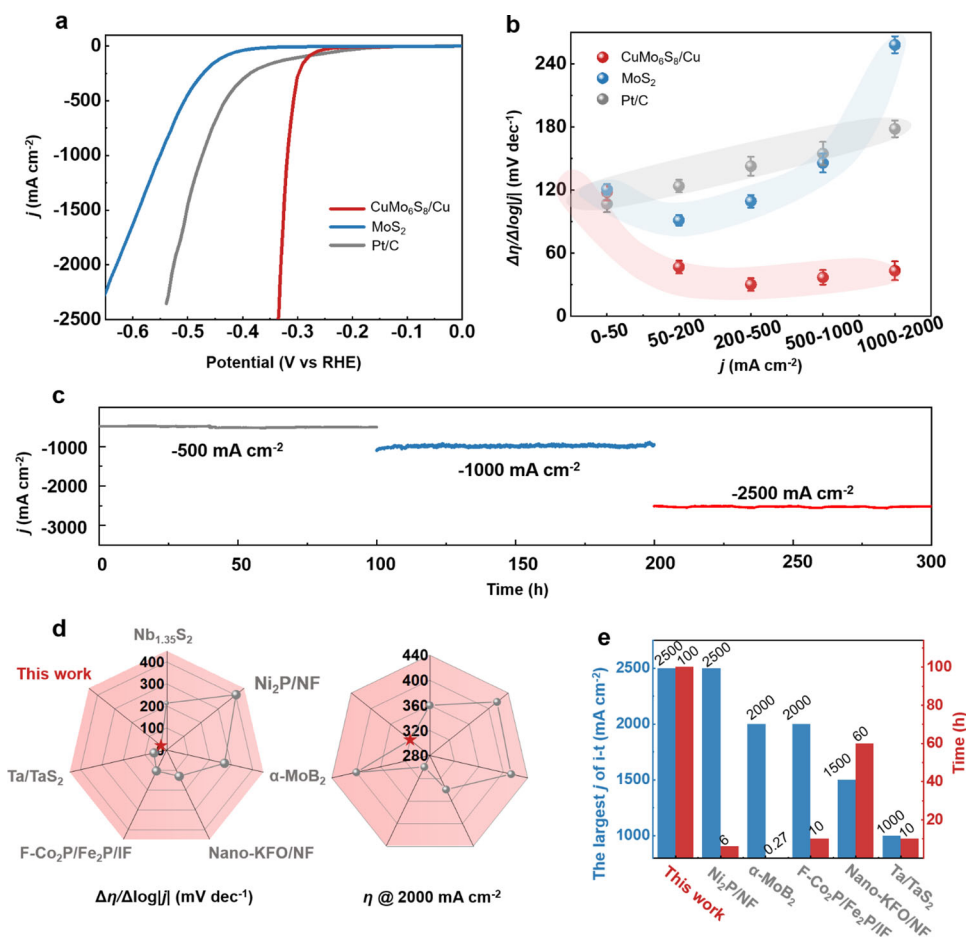 a
0
-500
-1000
-1500
-2000
-2500
j (mA cm-2)
CuMo6S8/Cu
MoS2
Pt/C
-0.6 -0.5 -0.4 -0.3 -0.2 -0.1 0.0
Potential (V vs RHE)
b
240
180
120
60
0
Δη/Δlog|j| (mV dec-1)
CuMo6S8/Cu
MoS2
Pt/C
0-50 50-200 200-500 500-1000 1000-2000
j (mA cm-2)
c
-1000
-2000
-3000
j (mA cm-2)
-500 mA cm-2
-1000 mA cm-2
-2500 mA cm-2
0 50 100 150 200 250 300
Time (h)
d
Nb1.35S2
This work
Ni2P/NF
Ta/TaS2
α-MoB2
F-Co2P/Fe2P/IF
Nano-KFO/NF
400
300
200
100
0
Δη/Δlog|j| (mV dec-1)
440
400
360
320
280
η @ 2000 mA cm-2
e
2500 100 2500 6 2000 0.27 2000 10 1500 60 1000 10
2500
2000
1500
1000
The largest j of i-t (mA cm-2)
100
80
60
40
20
Time (h)
This work
Ni2P/NF
α-MoB2
F-Co2P/Fe2P/IF
Nano-KFO/NF
Ta/TaS2